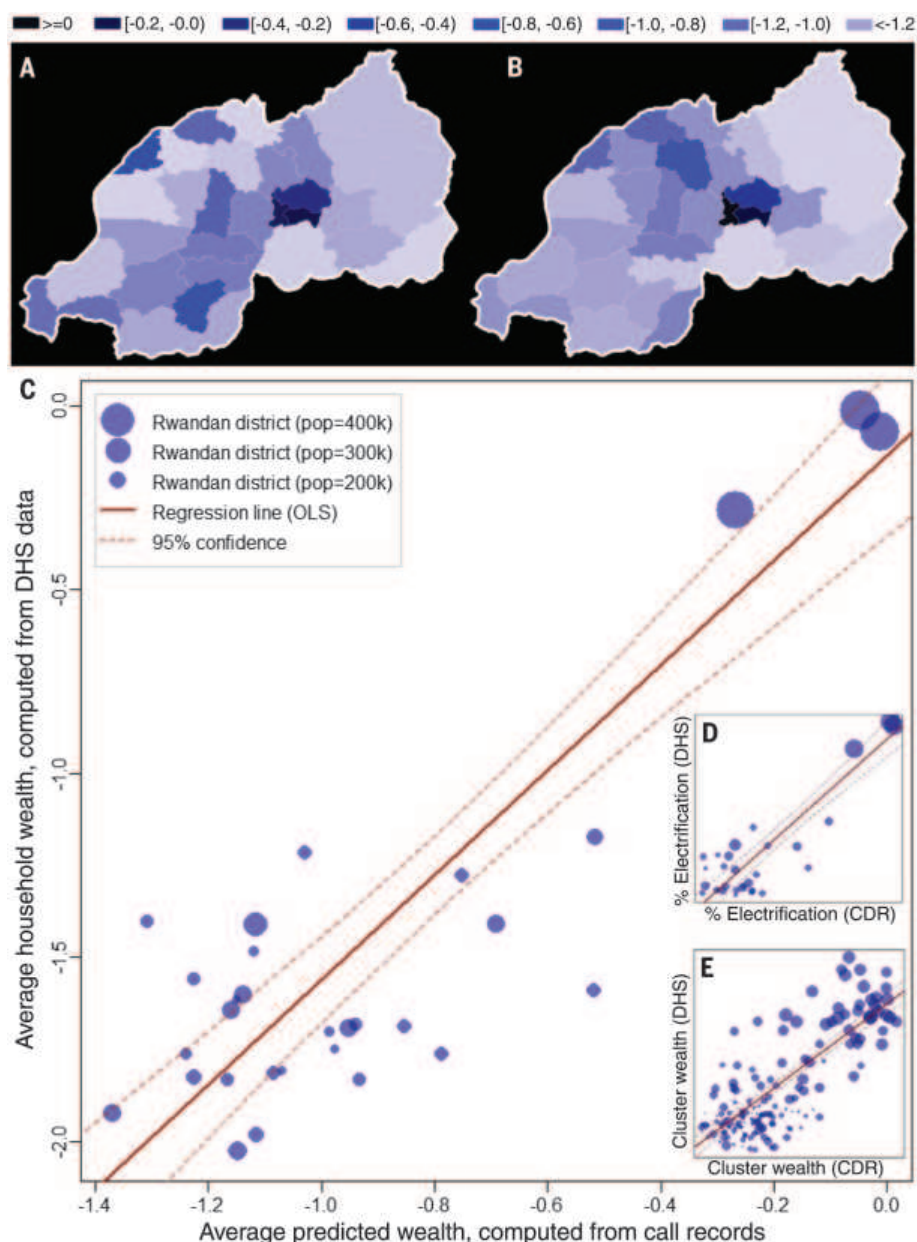 >=0 [-0.2, -0.0) [-0.4, -0.2) [-0.6, -0.4) [-0.8, -0.6) [-1.0, -0.8) [-1.2, -1.0) <-1.2
A
B
C
Rwandan district (pop=400k)
Rwandan district (pop=300k)
Rwandan district (pop=200k)
Regression line (OLS)
95% confidence
Average household wealth, computed from DHS data
0.0
-0.5
-1.0
-1.5
-2.0
D
% Electrification (DHS)
% Electrification (CDR)
E
Cluster wealth (DHS)
Cluster wealth (CDR)
-1.4 -1.2 -1.0 -0.8 -0.6 -0.4 -0.2 0.0
Average predicted wealth, computed from call records